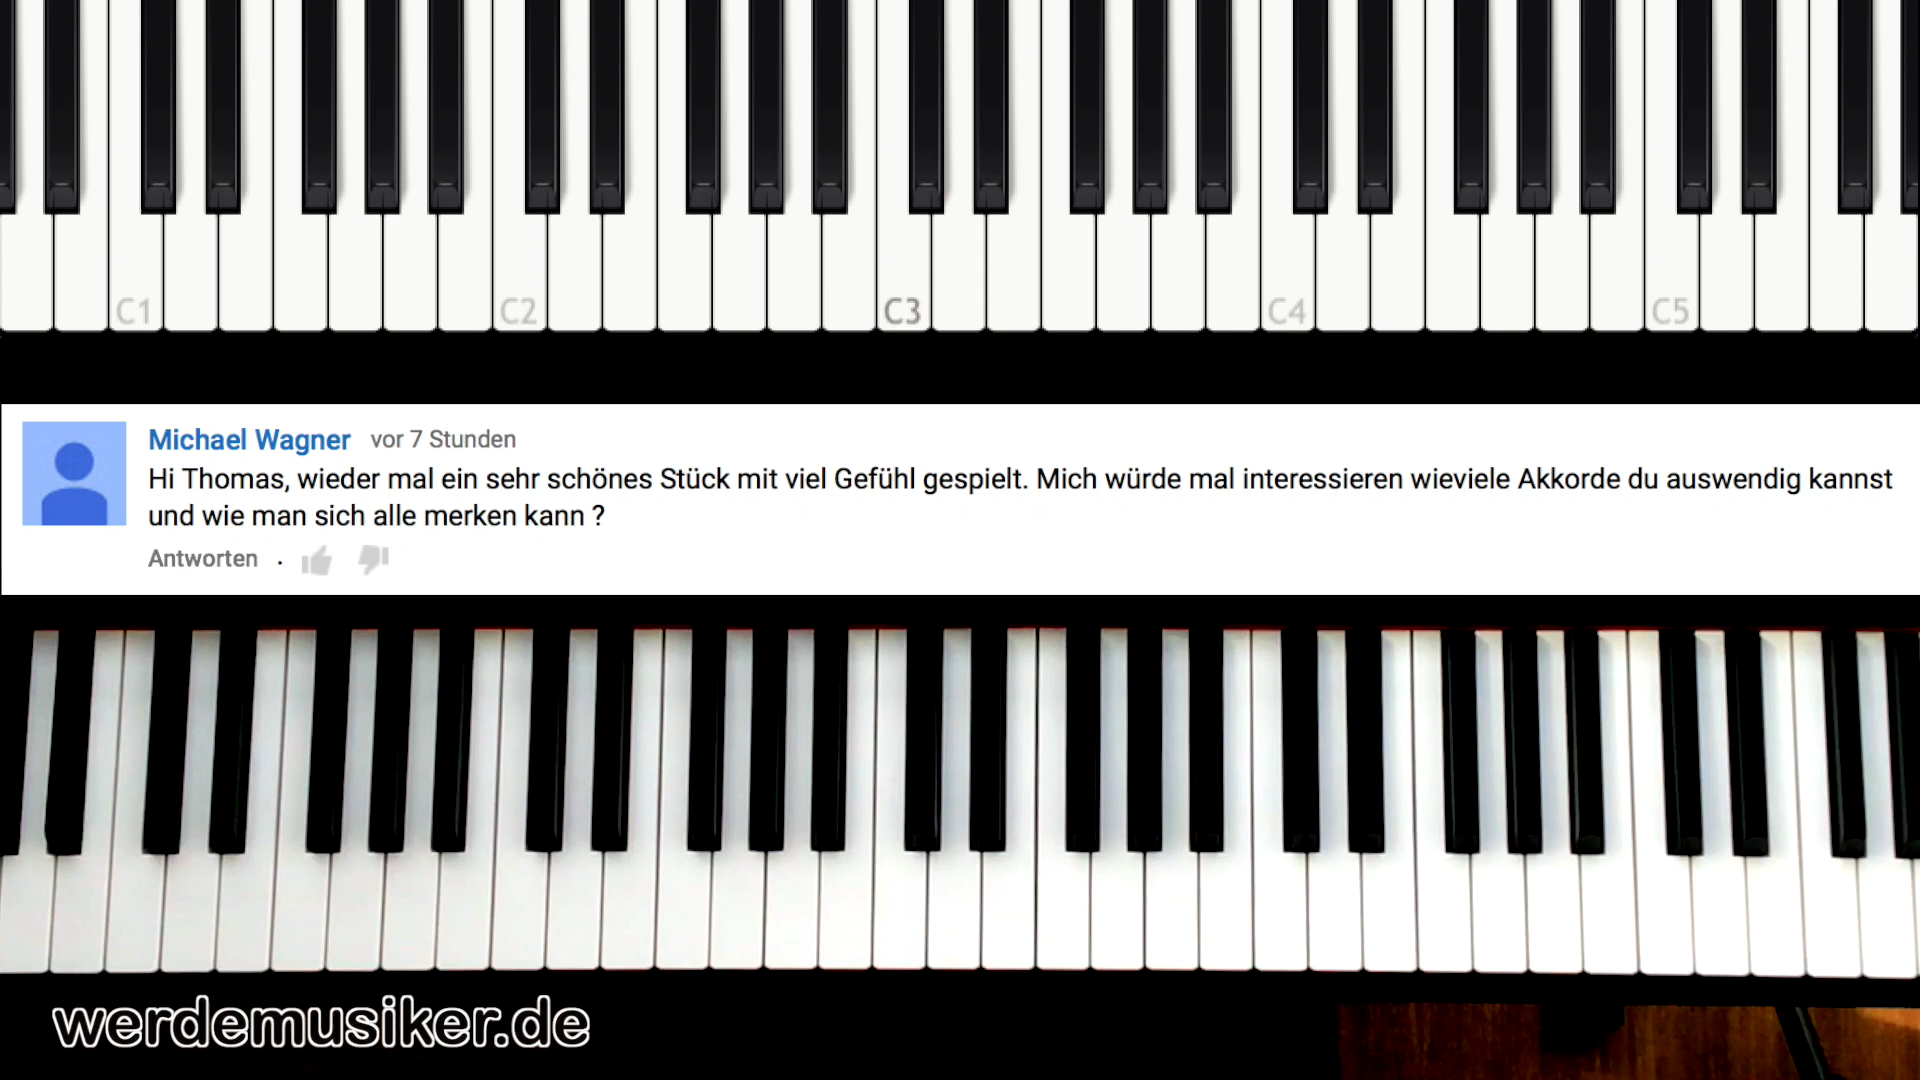 C1 C2 C3 C4 C5
Michael Wagner vor 7 Stunden
Hi Thomas, wieder mal ein sehr schönes Stück mit viel Gefühl gespielt. Mich würde mal interessieren wieviele Akkorde du auswendig kannst
und wie man sich alle merken kann ?
Antworten .
werdemusiker.de